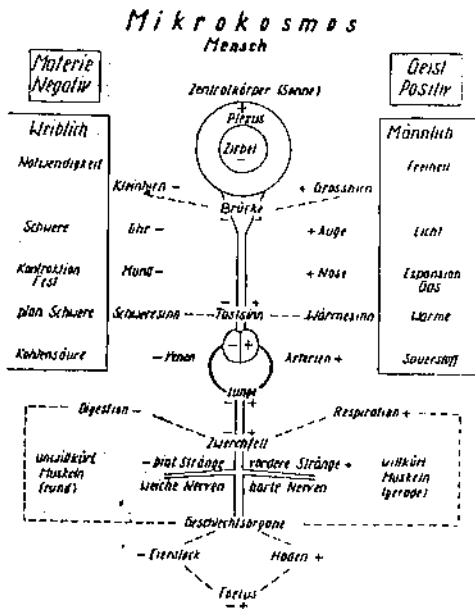 Mikrokosmos
Mensch
Materie
Negativ
Geist
Positiv
Zentralkörper (Sonne)
+
Plexus
Zirbel
−
Weiblich
Männlich
Notwendigkeit
Freiheit
Kleinhirn −
+ Grosshirn
Brücke
Schwere
Ohr −
+ Auge
Licht
Kontraktion
Fest
Mund −
+ Nase
Expansion
Gas
− +
Schwere
Schweresinn
Tastsinn
Wärmesinn
Wärme
− +
Kohlensäure
− Venen
Arterien +
Sauerstoff
Lunge
− +
Digestion −
Respiration +
− +
Zwerchfell
unwillkürl
Muskeln
(rund)
Stränge
vordere Stränge +
weiche Nerven
harte Nerven
willkürl
Muskeln
(gerade)
Geschlechtsorgane
− Eierstock
Hoden +
Foetus
− +